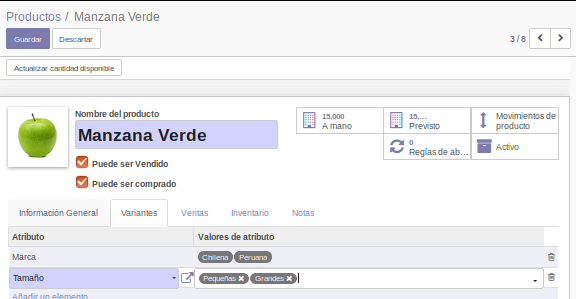 Productos / Manzana Verde
Guardar Descartar 3 / 8
Actualizar cantidad disponible
Nombre del producto
Manzana Verde
Puede ser Vendido
Puede ser comprado
15,000
A mano
15,...
Previsto
Movimientos de
producto
0
Reglas de ab...
Activo
Información General Variantes Ventas Inventario Notas
Atributo Valores de atributo
Marca Chilena Peruana
Tamaño Pequeñas Grandes
Añadir un elemento